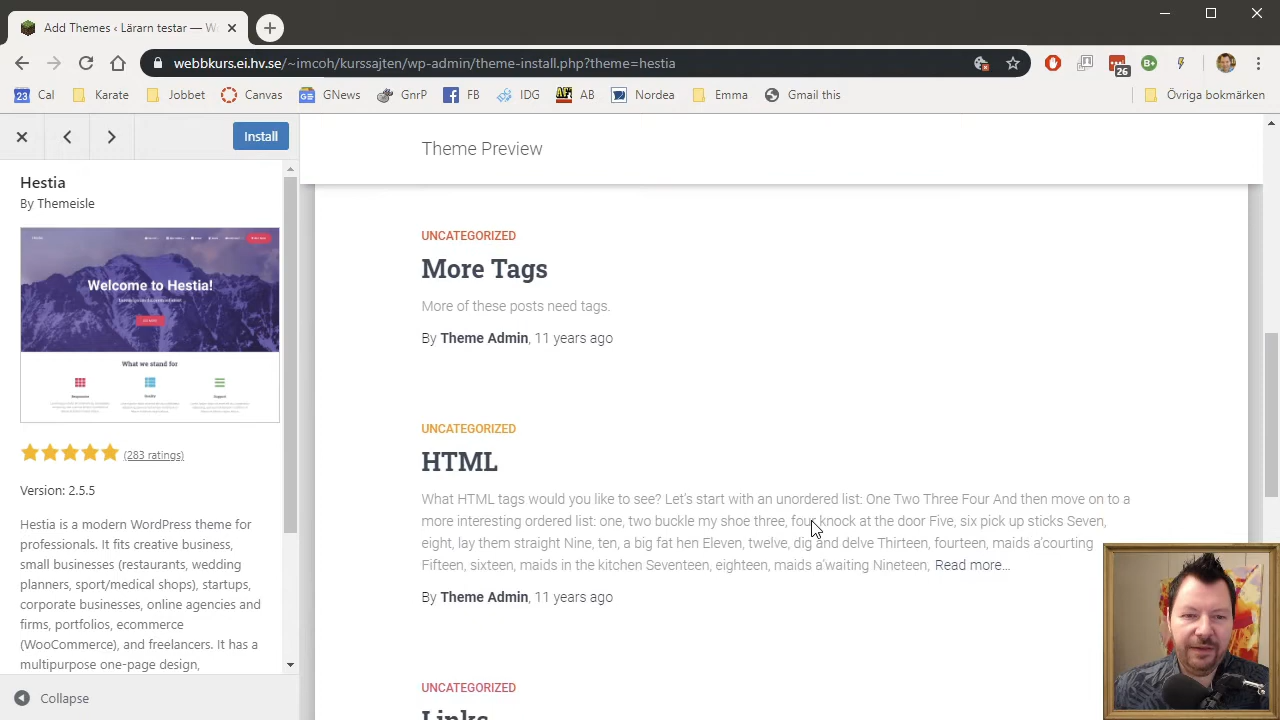 Add Themes ‹ Lärarn testar — W
webbkurs.ei.hv.se/~imcoh/kurssajten/wp-admin/theme-install.php?theme=hestia
26
23 Cal
Karate
Jobbet
Canvas
GNews
GnrP
FB
IDG
AB
Nordea
Emma
Gmail this
Övriga bokmärken
Install
Hestia
By Themeisle
Welcome to Hestia!
What we stand for
(283 ratings)
Version: 2.5.5
Hestia is a modern WordPress theme for
professionals. It fits creative business,
small businesses (restaurants, wedding
planners, sport/medical shops), startups,
corporate businesses, online agencies and
firms, portfolios, ecommerce
(WooCommerce), and freelancers. It has a
multipurpose one-page design,
Collapse
Theme Preview
UNCATEGORIZED
More Tags
More of these posts need tags.
By Theme Admin, 11 years ago
UNCATEGORIZED
HTML
What HTML tags would you like to see? Let's start with an unordered list: One Two Three Four And then move on to a
more interesting ordered list: one, two buckle my shoe three, four knock at the door Five, six pick up sticks Seven,
eight, lay them straight Nine, ten, a big fat hen Eleven, twelve, dig and delve Thirteen, fourteen, maids a'courting
Fifteen, sixteen, maids in the kitchen Seventeen, eighteen, maids a'waiting Nineteen, Read more…
By Theme Admin, 11 years ago
UNCATEGORIZED
Links